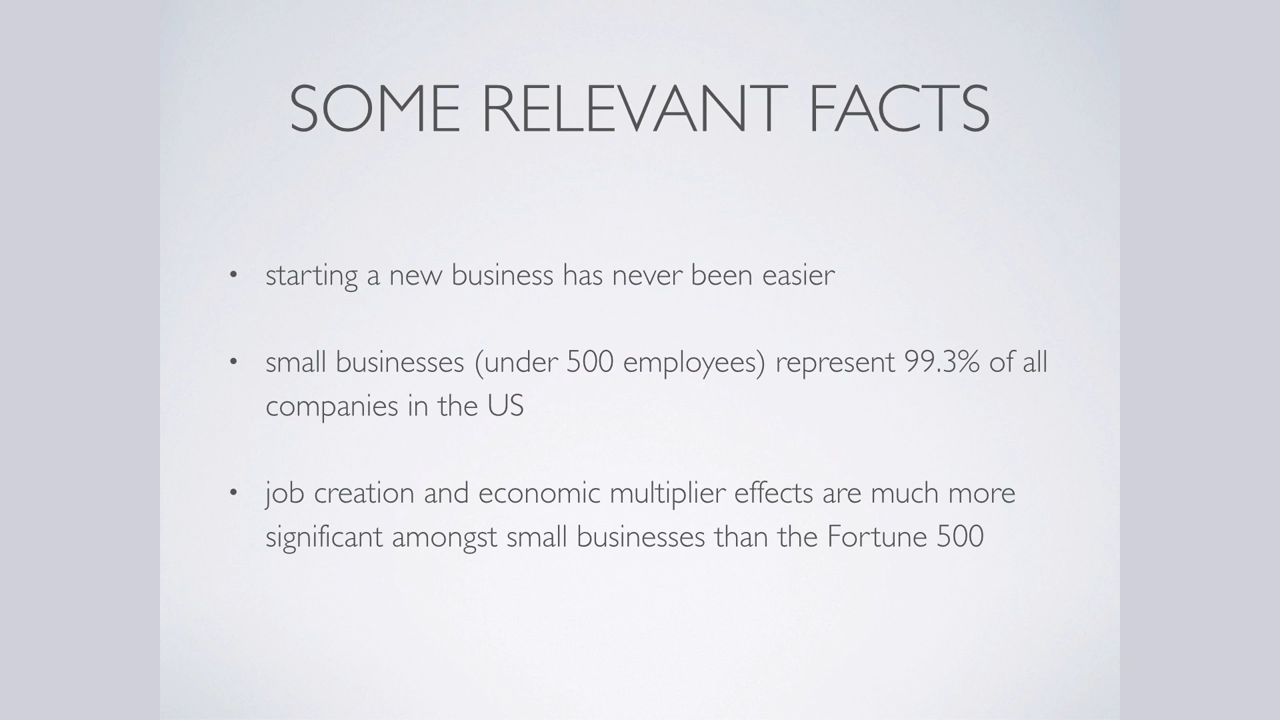 SOME RELEVANT FACTS
• starting a new business has never been easier
• small businesses (under 500 employees) represent 99.3% of all
companies in the US
• job creation and economic multiplier effects are much more
significant amongst small businesses than the Fortune 500